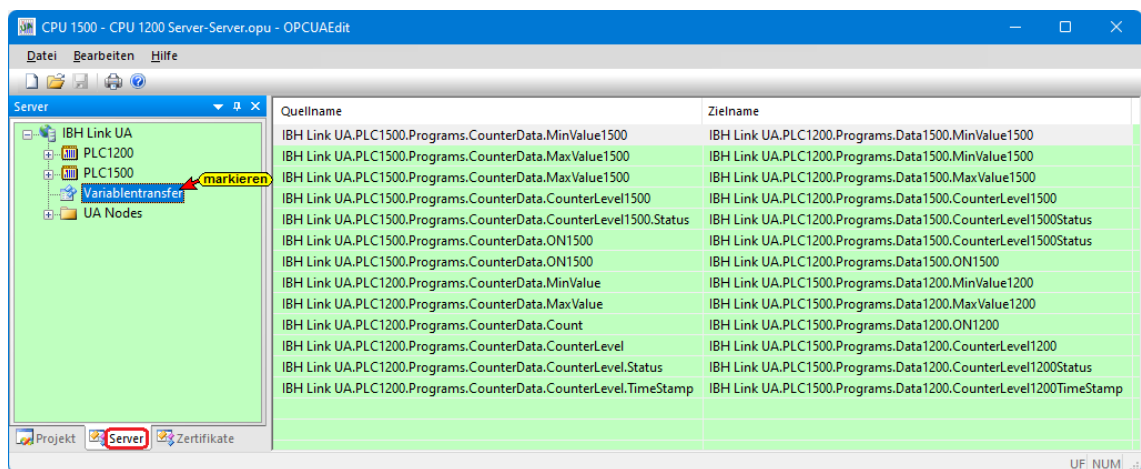 CPU 1500 - CPU 1200 Server-Server.opu - OPCUAEdit
Datei Bearbeiten Hilfe
Server
IBH Link UA
PLC1200
PLC1500
markieren
Variablentransfer
UA Nodes
Quellname Zielname
IBH Link UA.PLC1500.Programs.CounterData.MinValue1500 IBH Link UA.PLC1200.Programs.Data1500.MinValue1500
IBH Link UA.PLC1500.Programs.CounterData.MaxValue1500 IBH Link UA.PLC1200.Programs.Data1500.MinValue1500
IBH Link UA.PLC1500.Programs.CounterData.MaxValue1500 IBH Link UA.PLC1200.Programs.Data1500.MaxValue1500
IBH Link UA.PLC1500.Programs.CounterData.CounterLevel1500 IBH Link UA.PLC1200.Programs.Data1500.CounterLevel1500
IBH Link UA.PLC1500.Programs.CounterData.CounterLevel1500.Status IBH Link UA.PLC1200.Programs.Data1500.CounterLevel1500Status
IBH Link UA.PLC1500.Programs.CounterData.ON1500 IBH Link UA.PLC1200.Programs.Data1500.CounterLevel1500Status
IBH Link UA.PLC1500.Programs.CounterData.ON1500 IBH Link UA.PLC1200.Programs.Data1500.ON1500
IBH Link UA.PLC1200.Programs.CounterData.MinValue IBH Link UA.PLC1500.Programs.Data1200.MinValue1200
IBH Link UA.PLC1200.Programs.CounterData.MaxValue IBH Link UA.PLC1500.Programs.Data1200.MaxValue1200
IBH Link UA.PLC1200.Programs.CounterData.Count IBH Link UA.PLC1500.Programs.Data1200.ON1200
IBH Link UA.PLC1200.Programs.CounterData.CounterLevel IBH Link UA.PLC1500.Programs.Data1200.CounterLevel1200
IBH Link UA.PLC1200.Programs.CounterData.CounterLevel.Status IBH Link UA.PLC1500.Programs.Data1200.CounterLevel1200Status
IBH Link UA.PLC1200.Programs.CounterData.CounterLevel.TimeStamp IBH Link UA.PLC1500.Programs.Data1200.CounterLevel1200TimeStamp
Projekt Server Zertifikate
UF NUM